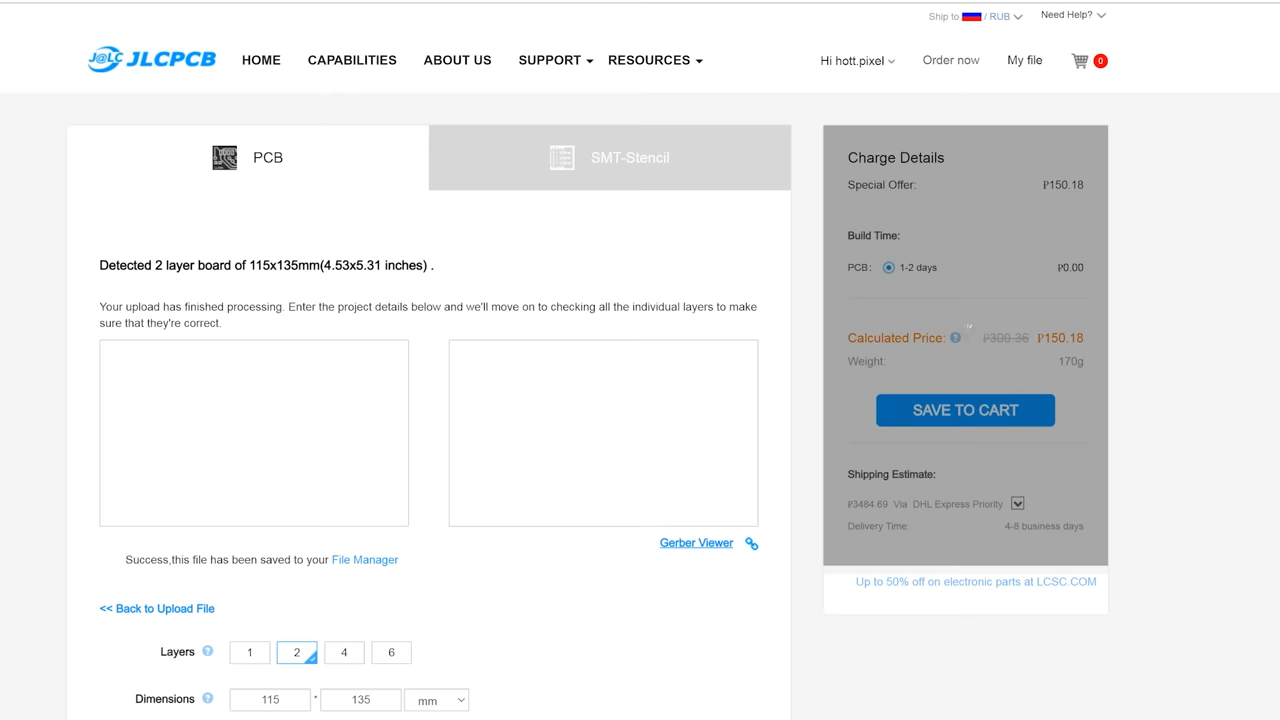 Ship to / RUB
Need Help?
J@LC JLCPCB
HOME CAPABILITIES ABOUT US SUPPORT RESOURCES
Hi hott.pixel Order now My file 0
PCB
SMT-Stencil
Detected 2 layer board of 115x135mm(4.53x5.31 inches) .
Your upload has finished processing. Enter the project details below and we'll move on to checking all the individual layers to make
sure that they're correct.
Gerber Viewer
Success,this file has been saved to your File Manager
<< Back to Upload File
Layers ? 1 2 4 6
Dimensions ? 115 * 135 mm
Charge Details
Special Offer: ₽150.18
Build Time:
PCB: 1-2 days ₽0.00
Calculated Price: ? ₽300.36 ₽150.18
Weight: 170g
SAVE TO CART
Shipping Estimate:
₽3484.69 Via DHL Express Priority
Delivery Time: 4-8 business days
Up to 50% off on electronic parts at LCSC.COM